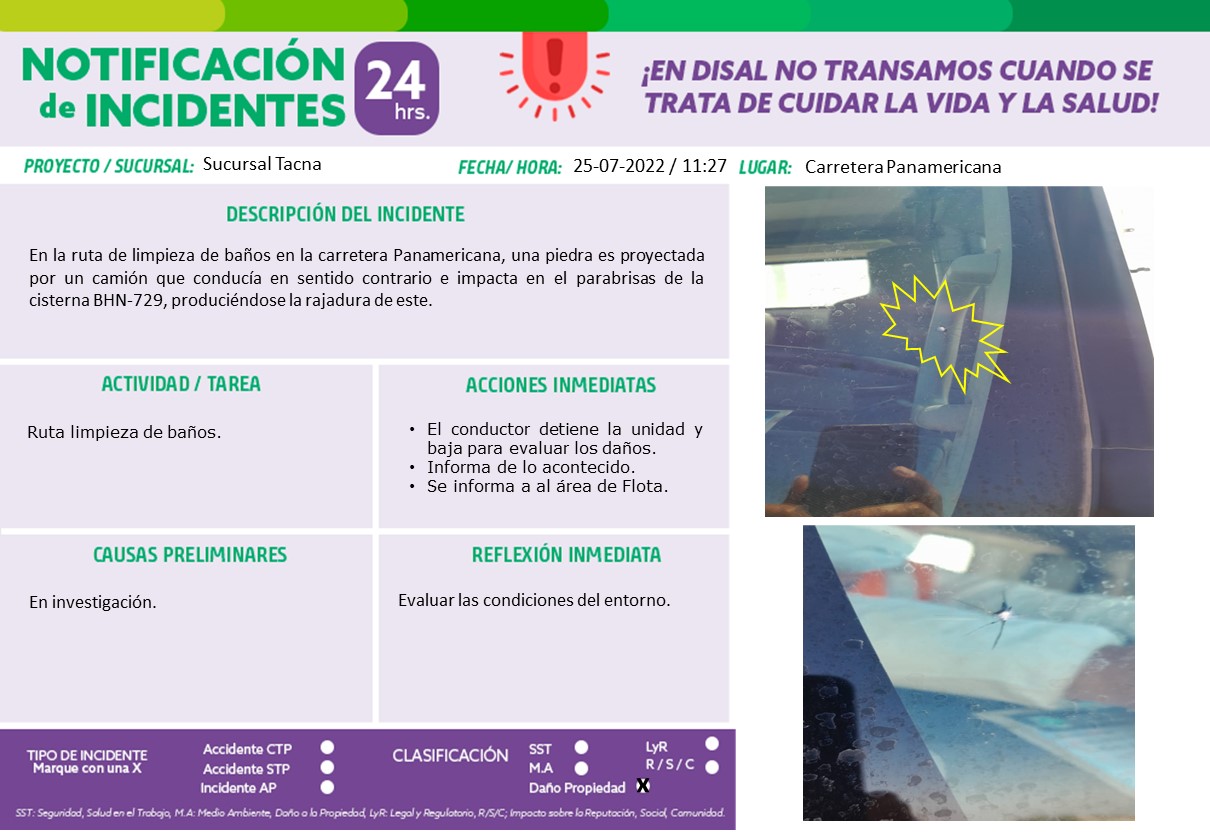 NOTIFICACIÓN
de INCIDENTES
24
hrs.
¡EN DISAL NO TRANSAMOS CUANDO SE
TRATA DE CUIDAR LA VIDA Y LA SALUD!
PROYECTO / SUCURSAL: Sucursal Tacna FECHA/ HORA: 25-07-2022 / 11:27 LUGAR: Carretera Panamericana
DESCRIPCIÓN DEL INCIDENTE
En la ruta de limpieza de baños en la carretera Panamericana, una piedra es proyectada
por un camión que conducía en sentido contrario e impacta en el parabrisas de la
cisterna BHN-729, produciéndose la rajadura de este.
ACTIVIDAD / TAREA
Ruta limpieza de baños.
ACCIONES INMEDIATAS
• El conductor detiene la unidad y
baja para evaluar los daños.
• Informa de lo acontecido.
• Se informa a al área de Flota.
CAUSAS PRELIMINARES
En investigación.
REFLEXIÓN INMEDIATA
Evaluar las condiciones del entorno.
TIPO DE INCIDENTE
Marque con una X
Accidente CTP
Accidente STP
Incidente AP
CLASIFICACIÓN
SST
M.A
Daño Propiedad X
LyR
R / S / C
SST: Seguridad, Salud en el Trabajo, M.A: Medio Ambiente, Daño a la Propiedad, LyR: Legal y Regulatorio, R/S/C; Impacto sobre la Reputación, Social, Comunidad.